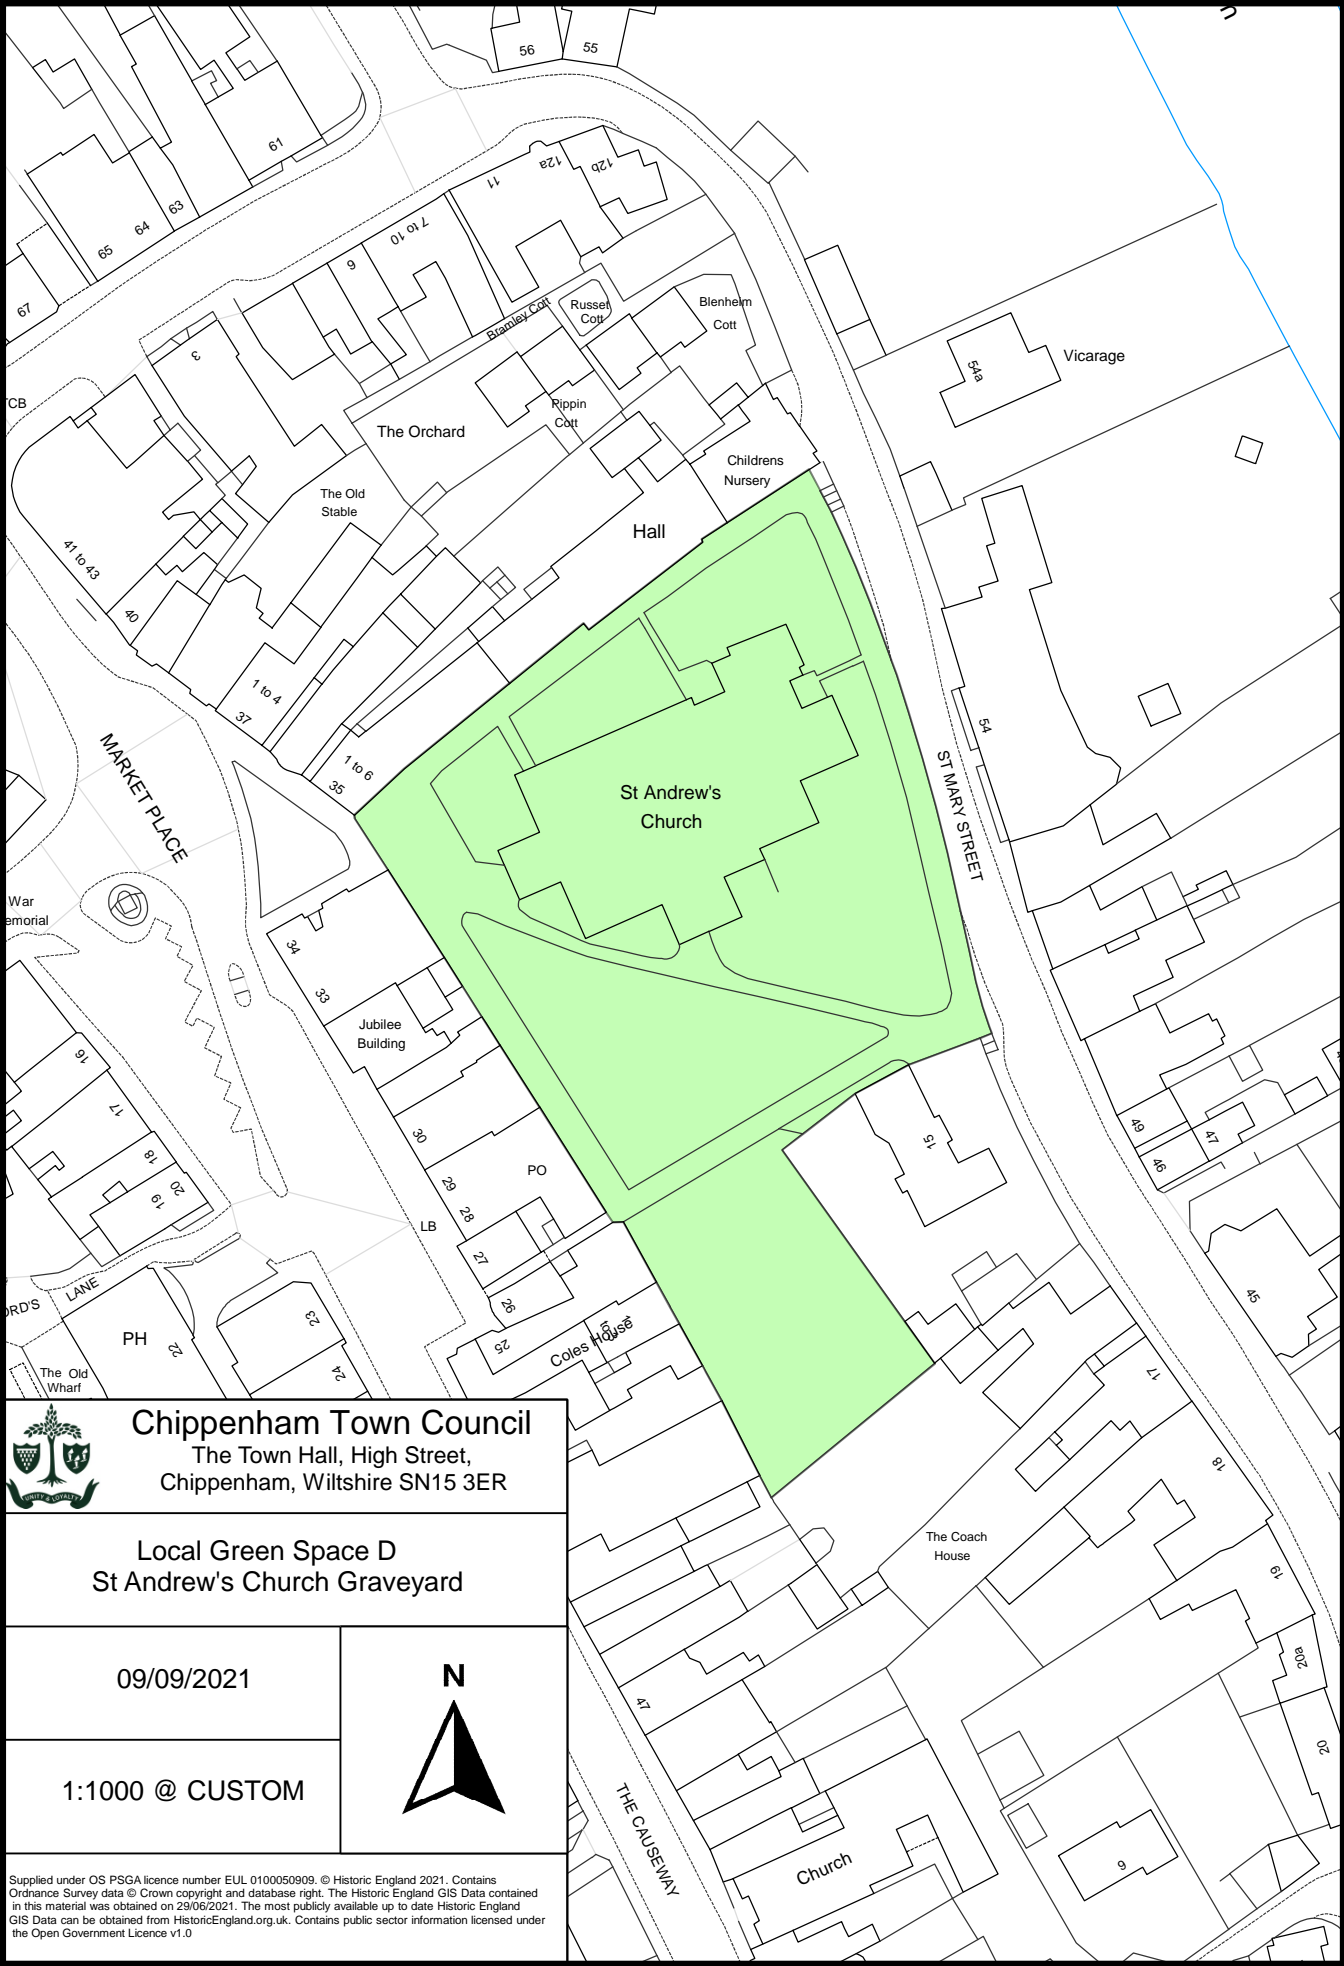 56
55
61
63
64
65
67
11
12a
12b
7 to 10
6
3
TCB
Bramley Cott
Russet
Cott
Blenheim
Cott
Pippin
Cott
The Orchard
The Old
Stable
Childrens
Nursery
Hall
54a
Vicarage
41 to 43
40
1 to 4
37
1 to 6
35
MARKET PLACE
St Andrew's
Church
ST MARY STREET
54
War
emorial
34
33
Jubilee
Building
16
17
18
19
20
30
29
28
27
26
25
PO
LB
Coles House
15
49
47
46
45
ORD'S
LANE
PH
22
23
24
The Old
Wharf
17
18
19
20a
20
The Coach
House
47
THE CAUSEWAY
Church
9
Chippenham Town Council
The Town Hall, High Street,
Chippenham, Wiltshire SN15 3ER
UNITY & LOYALTY
Local Green Space D
St Andrew's Church Graveyard
09/09/2021
N
1:1000 @ CUSTOM
Supplied under OS PSGA licence number EUL 0100050909. © Historic England 2021. Contains
Ordnance Survey data © Crown copyright and database right. The Historic England GIS Data contained
in this material was obtained on 29/06/2021. The most publicly available up to date Historic England
GIS Data can be obtained from HistoricEngland.org.uk. Contains public sector information licensed under
the Open Government Licence v1.0